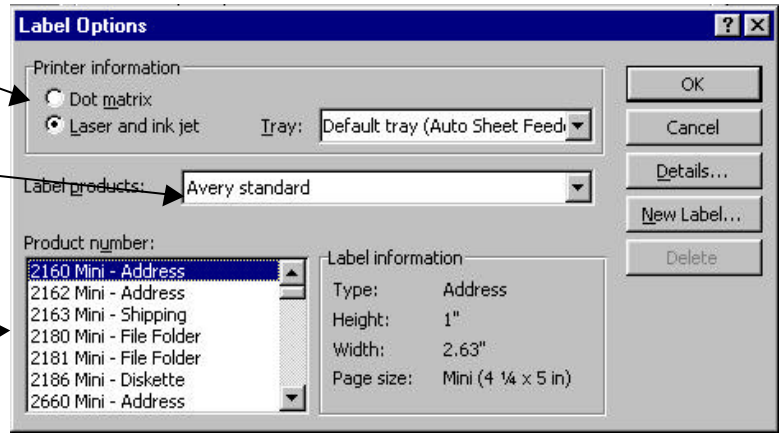 Label Options
Printer information
Dot matrix
Laser and ink jet Tray: Default tray (Auto Sheet Feed
OK
Cancel
Label products: Avery standard
Details...
New Label...
Delete
Product number:
2160 Mini - Address
2162 Mini - Address
2163 Mini - Shipping
2180 Mini - File Folder
2181 Mini - File Folder
2186 Mini - Diskette
2660 Mini - Address
Label information
Type: Address
Height: 1"
Width: 2.63"
Page size: Mini (4 ¼ x 5 in)